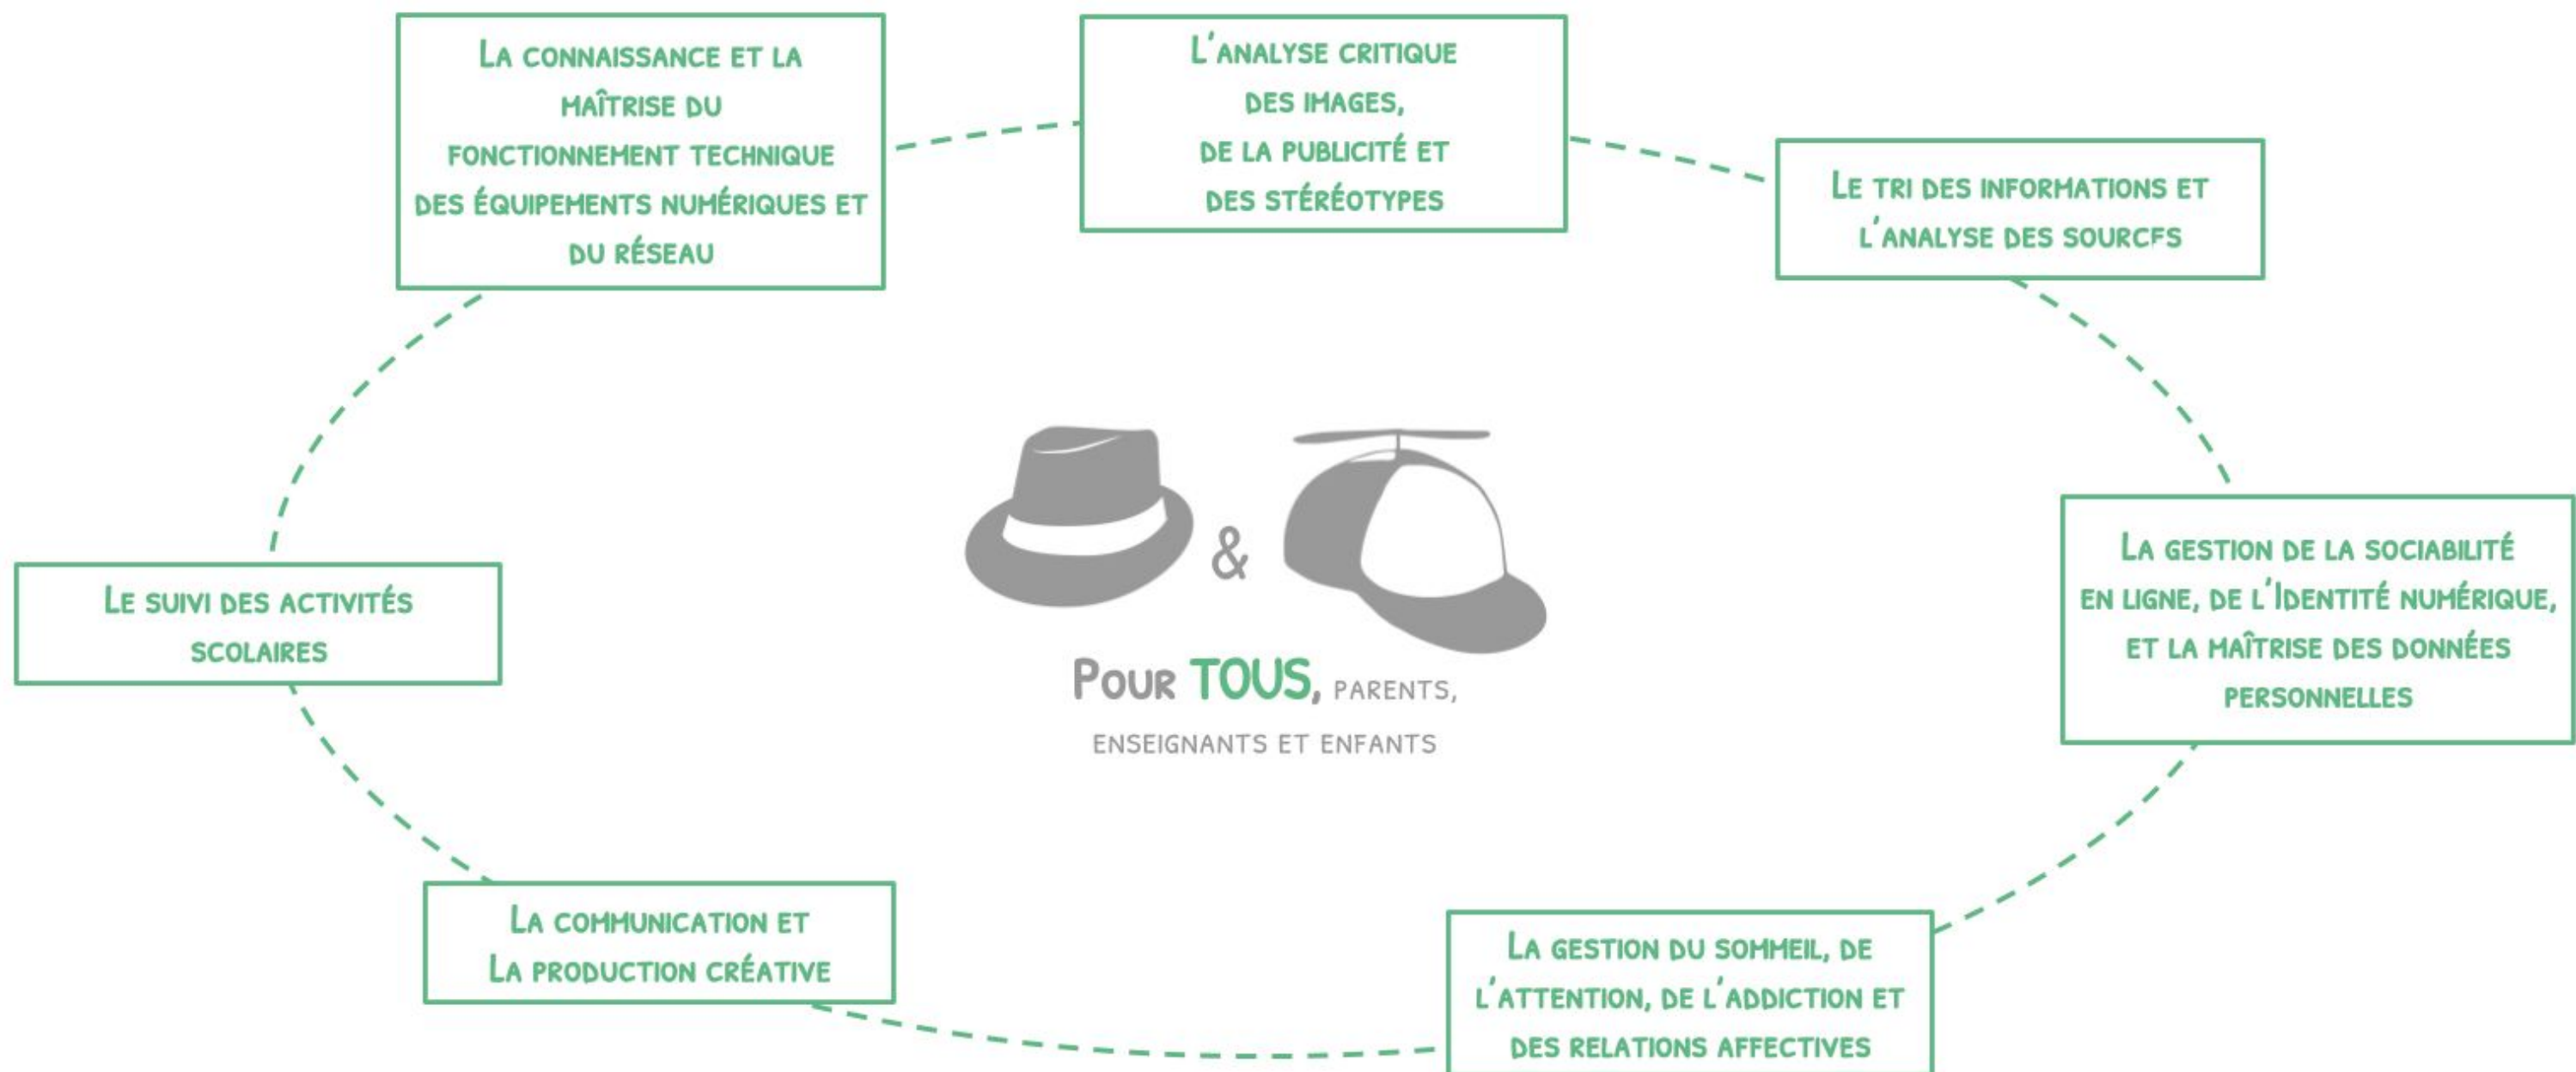 La connaissance et la
maîtrise du
fonctionnement technique
des équipements numériques et
du réseau
L'analyse critique
des images,
de la publicité et
des stéréotypes
Le tri des informations et
l'analyse des sources
La gestion de la sociabilité
en ligne, de l'Identité numérique,
et la maîtrise des données
personnelles
La gestion du sommeil, de
l'attention, de l'addiction et
des relations affectives
La communication et
La production créative
Le suivi des activités
scolaires
&
Pour TOUS, parents,
enseignants et enfants